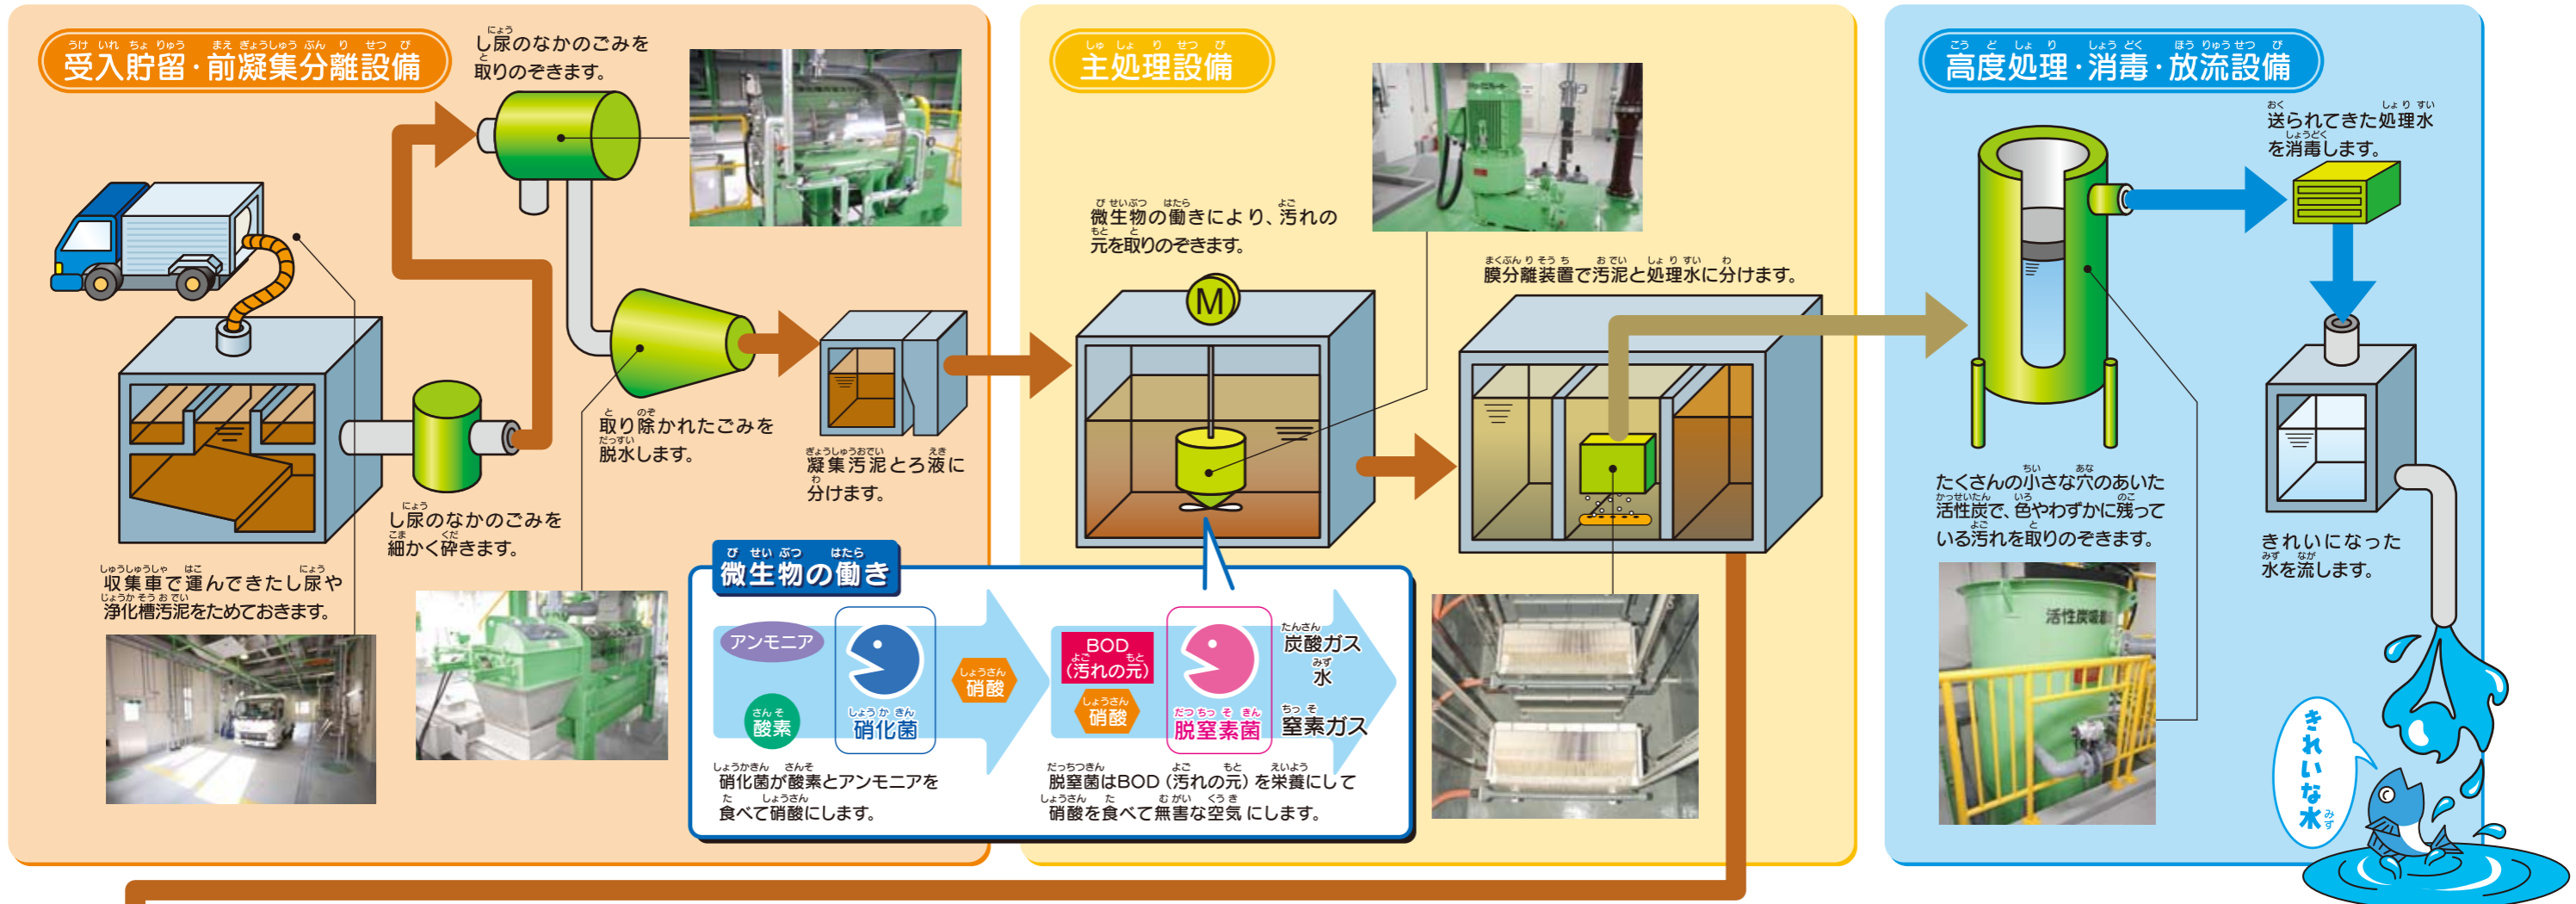 受入貯留・前凝集分離設備
し尿のなかのごみを
取りのぞきます。
収集車で運んできたし尿や
浄化槽汚泥をためておきます。
し尿のなかのごみを
細かく砕きます。
取り除かれたごみを
脱水します。
凝集汚泥とろ液に
分けます。
主処理設備
微生物の働きにより、汚れの
元を取りのぞきます。
M
膜分離装置で汚泥と処理水に分けます。
微生物の働き
アンモニア
酸素
硝化菌
硝酸
硝化菌が酸素とアンモニアを
食べて硝酸にします。
BOD
(汚れの元)
硝酸
脱窒素菌
炭酸ガス
水
窒素ガス
脱窒菌はBOD(汚れの元)を栄養にして
硝酸を食べて無害な空気にします。
高度処理・消毒・放流設備
送られてきた処理水
を消毒します。
たくさんの小さな穴のあいた
活性炭で、色やわずかに残って
いる汚れを取りのぞきます。
活性炭吸着
きれいになった
水を流します。
きれいな水